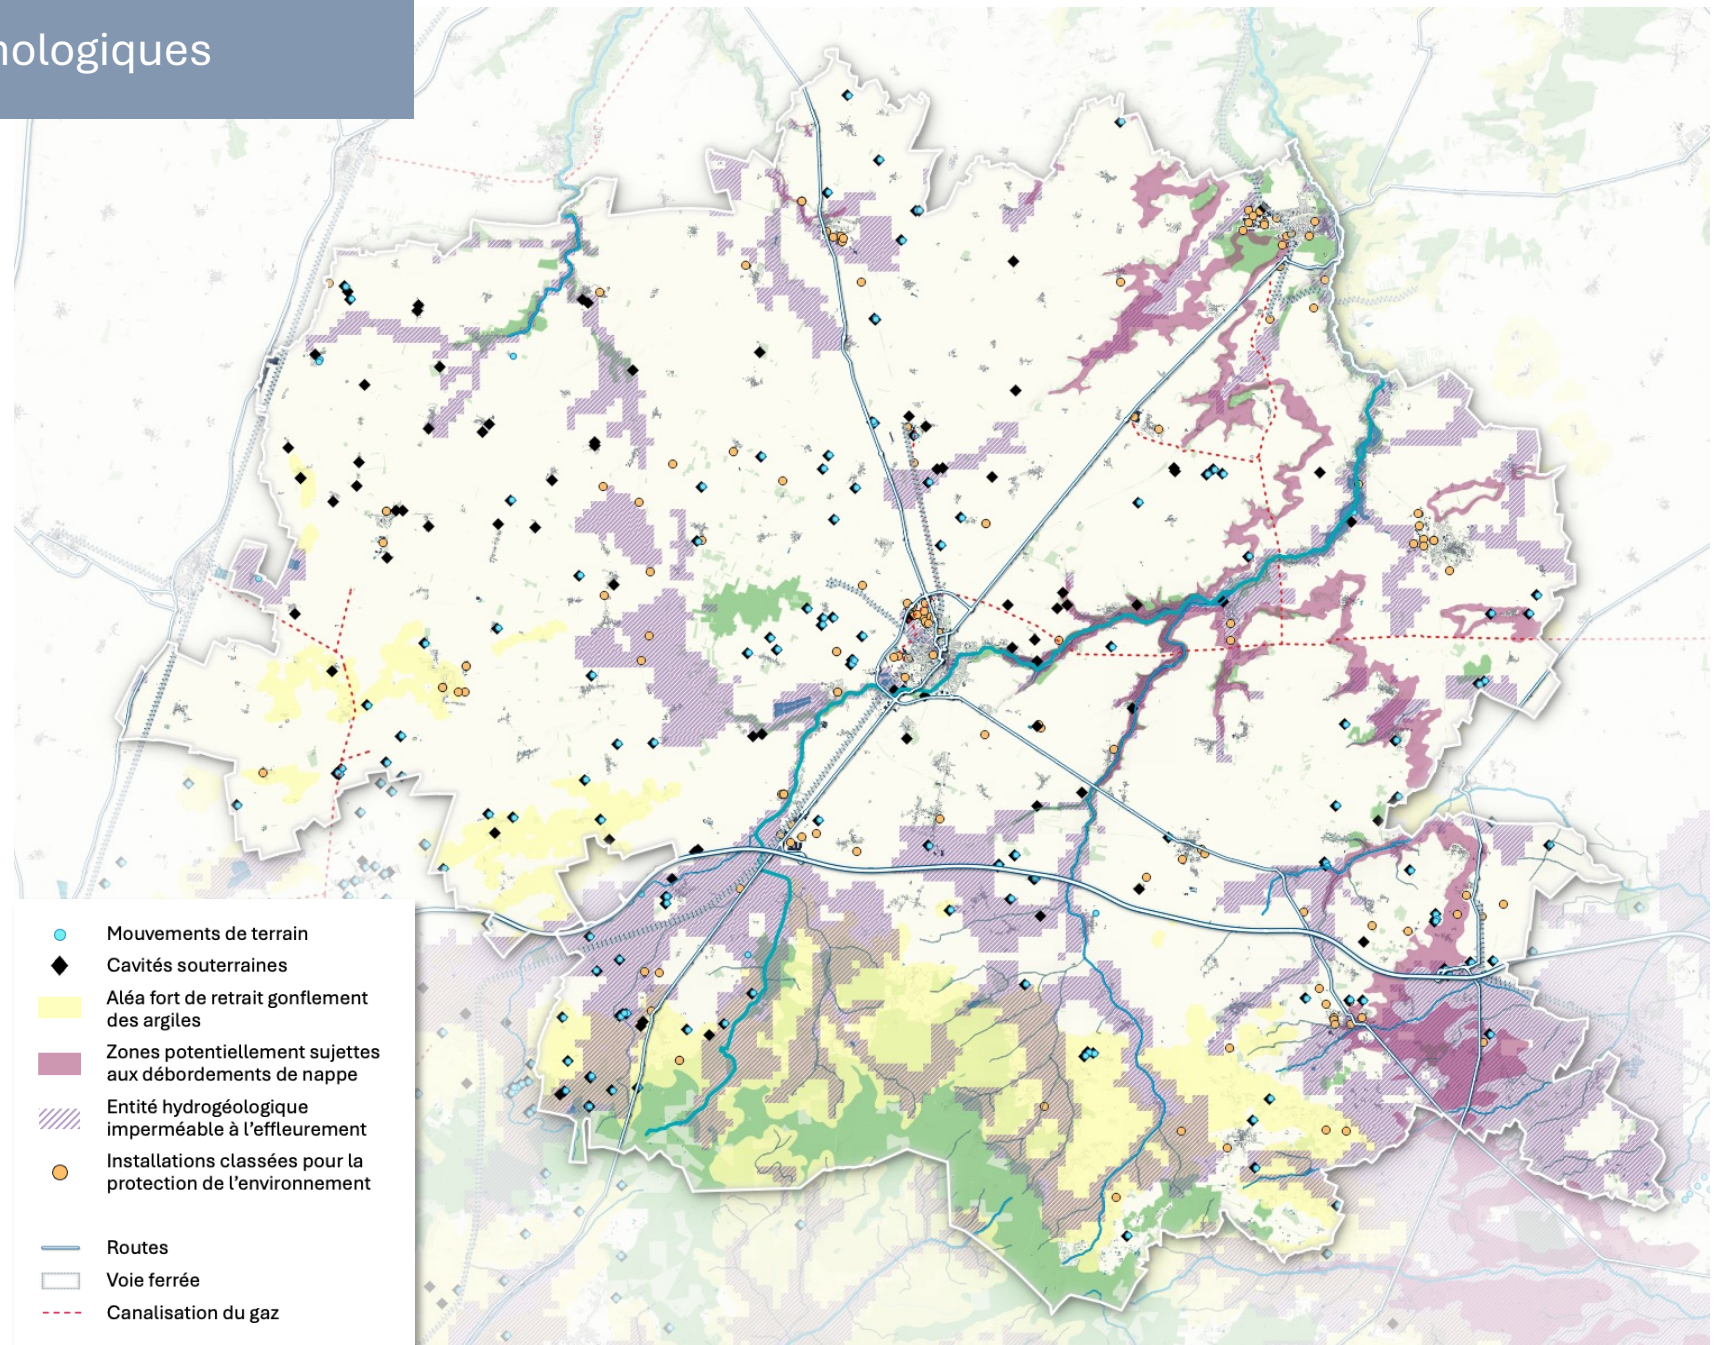 nologiques
Mouvements de terrain
Cavités souterraines
Aléa fort de retrait gonflement
des argiles
Zones potentiellement sujettes
aux débordements de nappe
Entité hydrogéologique
imperméable à l'effleurement
Installations classées pour la
protection de l'environnement
Routes
Voie ferrée
Canalisation du gaz